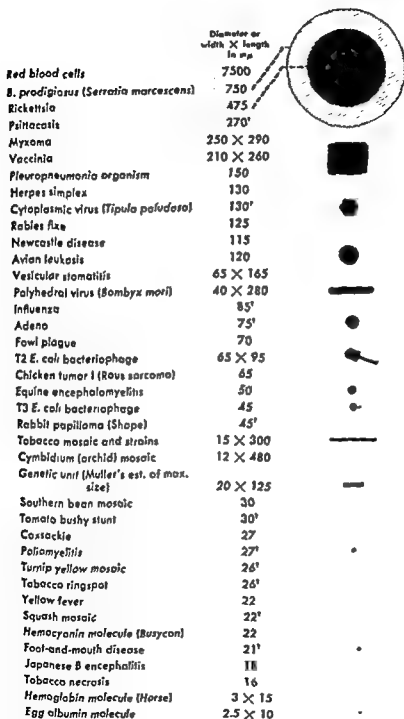 Diameter or
width X length
in mμ
Red blood cells 7500
B. prodigiosus (Serratia marcescens) 750
Rickettsia 475
Psittacosis 270†
Myxoma 250 X 290
Vaccinia 210 X 260
Pleuropneumonia organism 150
Herpes simplex 130
Cytoplasmic virus (Tipula paludosa) 130†
Rabies fixe 125
Newcastle disease 115
Avian leukosis 120
Vesicular stomatitis 65 X 165
Polyhedral virus (Bombyx mori) 40 X 280
Influenza 85†
Adeno 75†
Fowl plague 70
T2 E. coli bacteriophage 65 X 95
Chicken tumor I (Rous sarcoma) 65
Equine encephalomyelitis 50
T3 E. coli bacteriophage 45
Rabbit papilloma (Shope) 45†
Tobacco mosaic and strains 15 X 300
Cymbidium (orchid) mosaic 12 X 480
Genetic unit (Muller's est. of max.
size) 20 X 125
Southern bean mosaic 30
Tomato bushy stunt 30†
Coxsackie 27
Poliomyelitis 27†
Turnip yellow mosaic 26†
Tobacco ringspot 26†
Yellow fever 22
Squash mosaic 22†
Hemocyanin molecule (Busycon) 22
Foot-and-mouth disease 21†
Japanese B encephalitis 18
Tobacco necrosis 16
Hemoglobin molecule (Horse) 3 X 15
Egg albumin molecule 2.5 X 10